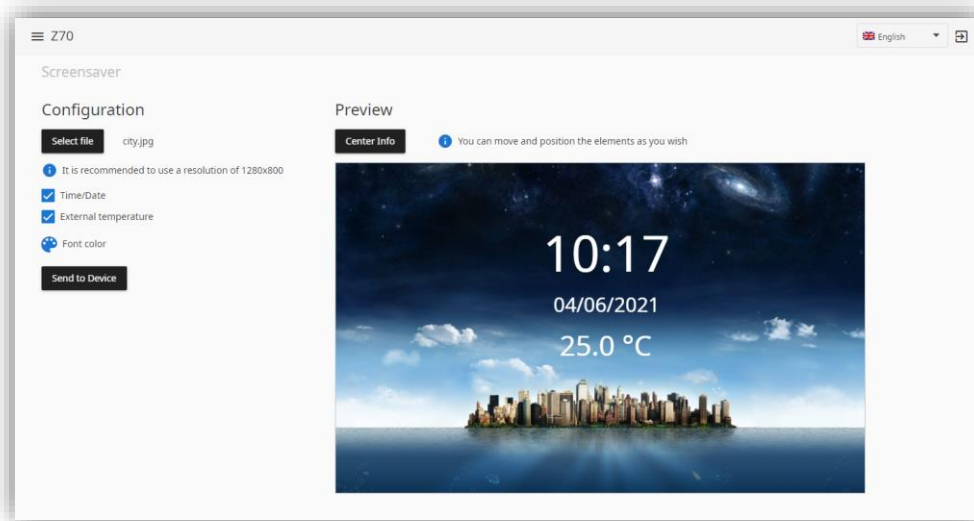 Z70
English
Screensaver
Configuration
Select file city.jpg
It is recommended to use a resolution of 1280x800
Time/Date
External temperature
Font color
Send to Device
Preview
Center Info You can move and position the elements as you wish
10:17
04/06/2021
25.0 °C